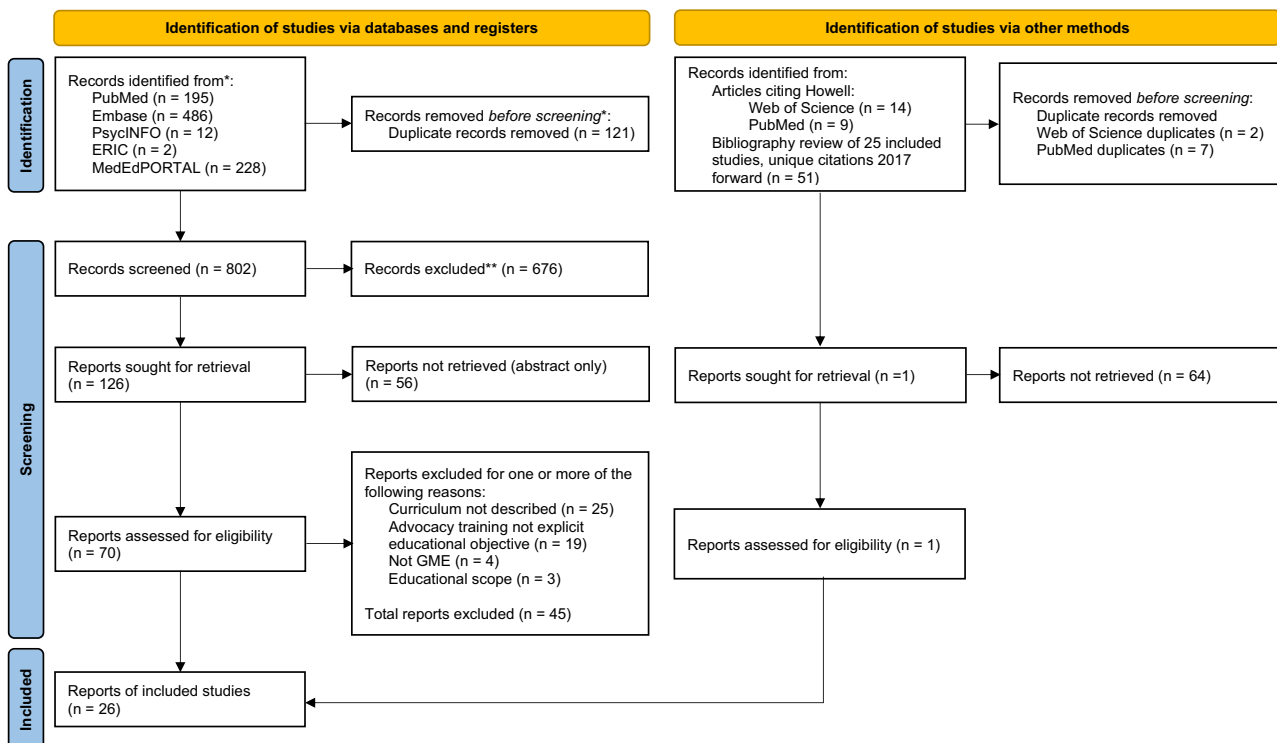 Identification of studies via databases and registers
Identification of studies via other methods
Identification
Records identified from*:
PubMed (n = 195)
Embase (n = 486)
PsycINFO (n = 12)
ERIC (n = 2)
MedEdPORTAL (n = 228)
Records removed before screening*:
Duplicate records removed (n = 121)
Records identified from:
Articles citing Howell:
Web of Science (n = 14)
PubMed (n = 9)
Bibliography review of 25 included
studies, unique citations 2017
forward (n = 51)
Records removed before screening:
Duplicate records removed
Web of Science duplicates (n = 2)
PubMed duplicates (n = 7)
Screening
Records screened (n = 802)
Records excluded** (n = 676)
Reports sought for retrieval
(n = 126)
Reports not retrieved (abstract only)
(n = 56)
Reports sought for retrieval (n =1)
Reports not retrieved (n = 64)
Reports assessed for eligibility
(n = 70)
Reports excluded for one or more of the
following reasons:
Curriculum not described (n = 25)
Advocacy training not explicit
educational objective (n = 19)
Not GME (n = 4)
Educational scope (n = 3)
Total reports excluded (n = 45)
Reports assessed for eligibility (n = 1)
Included
Reports of included studies
(n = 26)